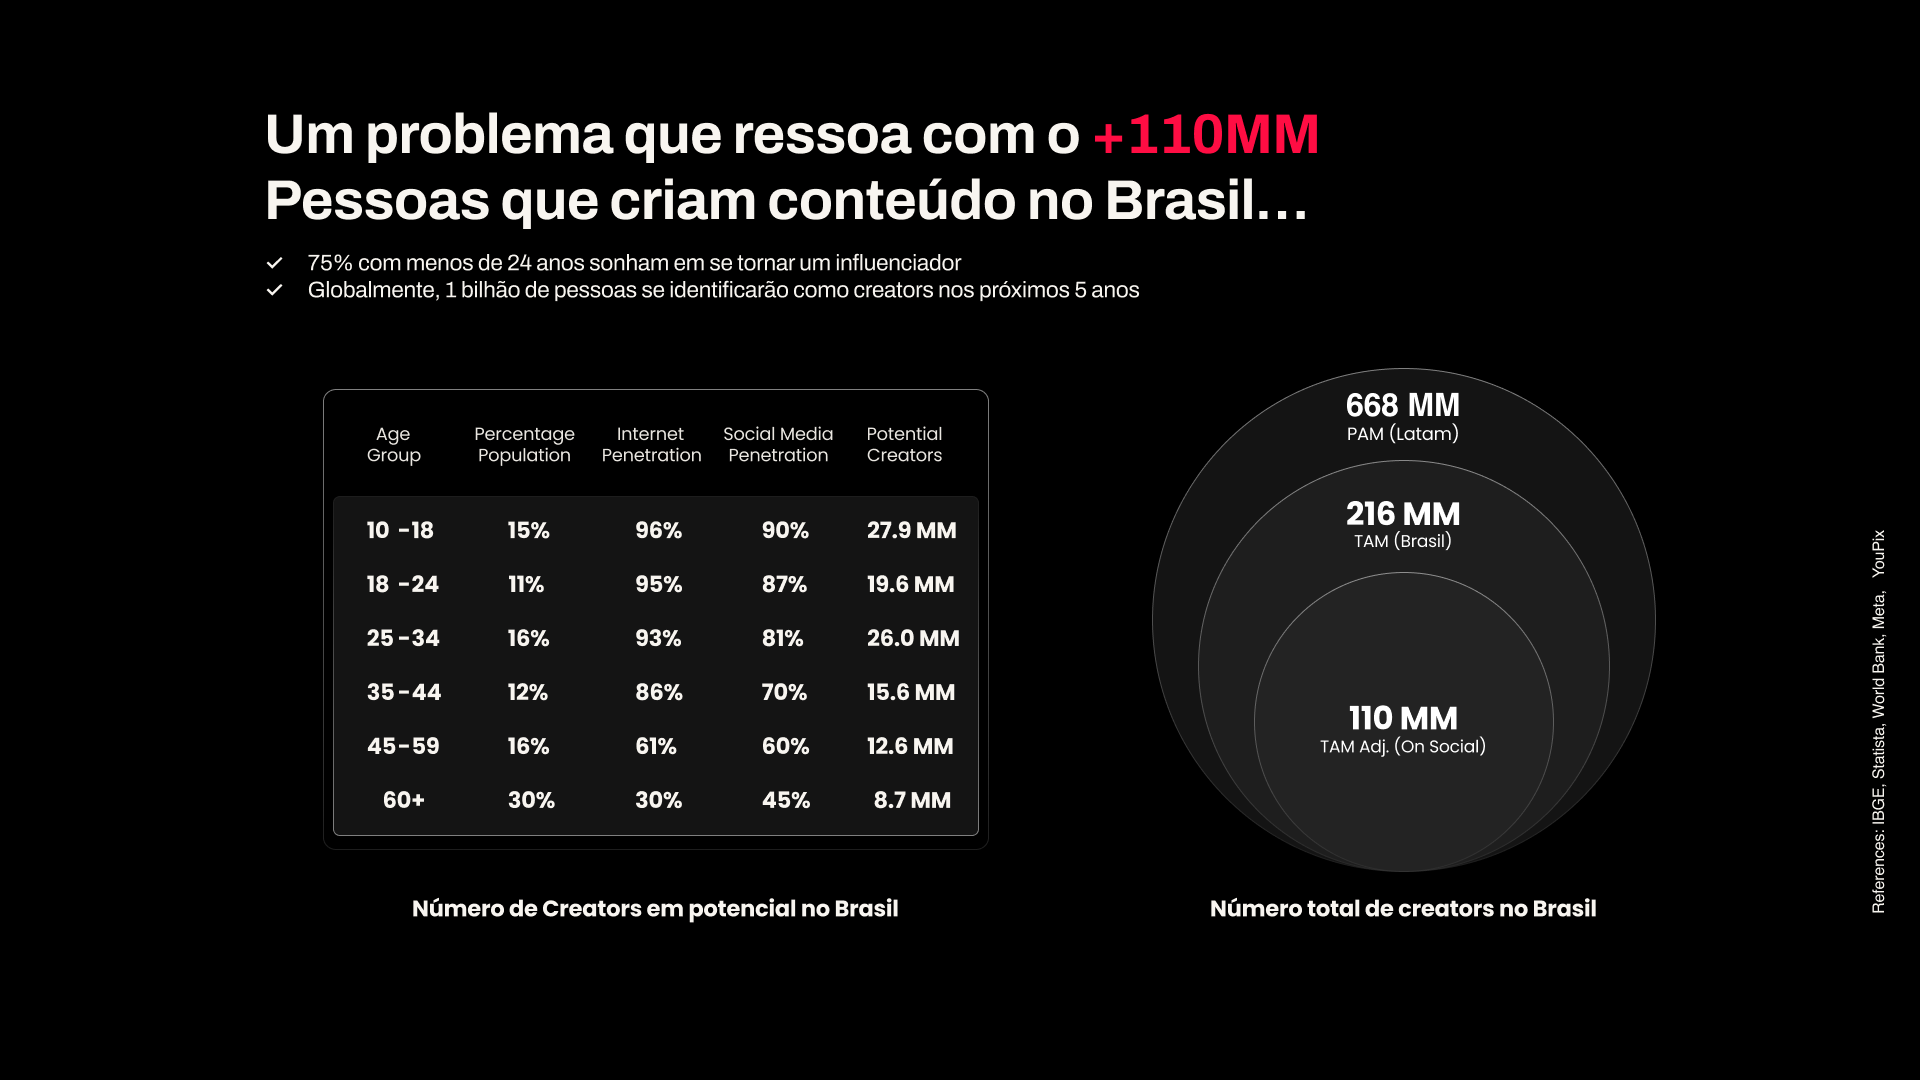 Um problema que ressoa com o +110MM
Pessoas que criam conteúdo no Brasil...
75% com menos de 24 anos sonham em se tornar um influenciador
Globalmente, 1 bilhão de pessoas se identificarão como creators nos próximos 5 anos
Age Group Percentage Population Internet Penetration Social Media Penetration Potential Creators
10 -18 15% 96% 90% 27.9 MM
18 -24 11% 95% 87% 19.6 MM
25 -34 16% 93% 81% 26.0 MM
35 -44 12% 86% 70% 15.6 MM
45-59 16% 61% 60% 12.6 MM
60+ 30% 30% 45% 8.7 MM
Número de Creators em potencial no Brasil
668 MM
PAM (Latam)
216 MM
TAM (Brasil)
110 MM
TAM Adj. (On Social)
Número total de creators no Brasil
References: IBGE, Statista, World Bank, Meta, YouPix